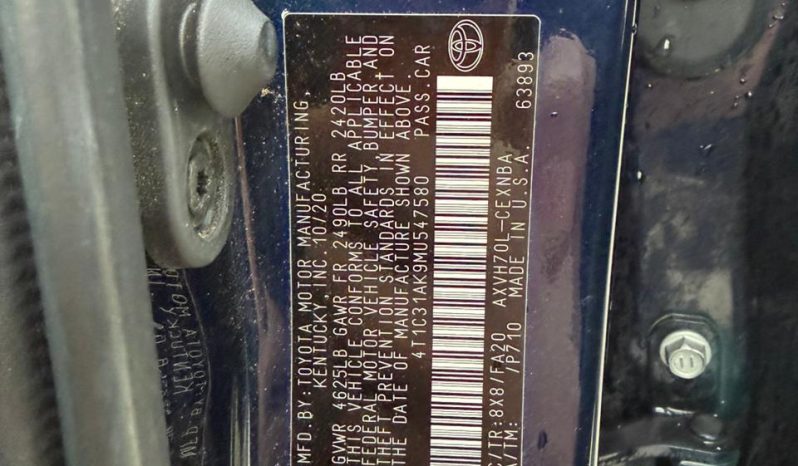 MFD.BY:TOYOTA MOTOR MANUFACTURING,
KENTUCKY, INC. 10/20
GVWR 4625LB GAWR FR 2490LB RR 2420LB
THIS VEHICLE CONFORMS TO ALL APPLICABLE
FEDERAL MOTOR VEHICLE SAFETY, BUMPER, AND
THEFT PREVENTION STANDARDS IN EFFECT ON
THE DATE OF MANUFACTURE SHOWN ABOVE.
4T1C31AK9MU547580 PASS.CAR
C/TR:8X8/FA20 AXVH70L-CEXNBA 63893
A/TM: /P710 MADE IN U.S.A.